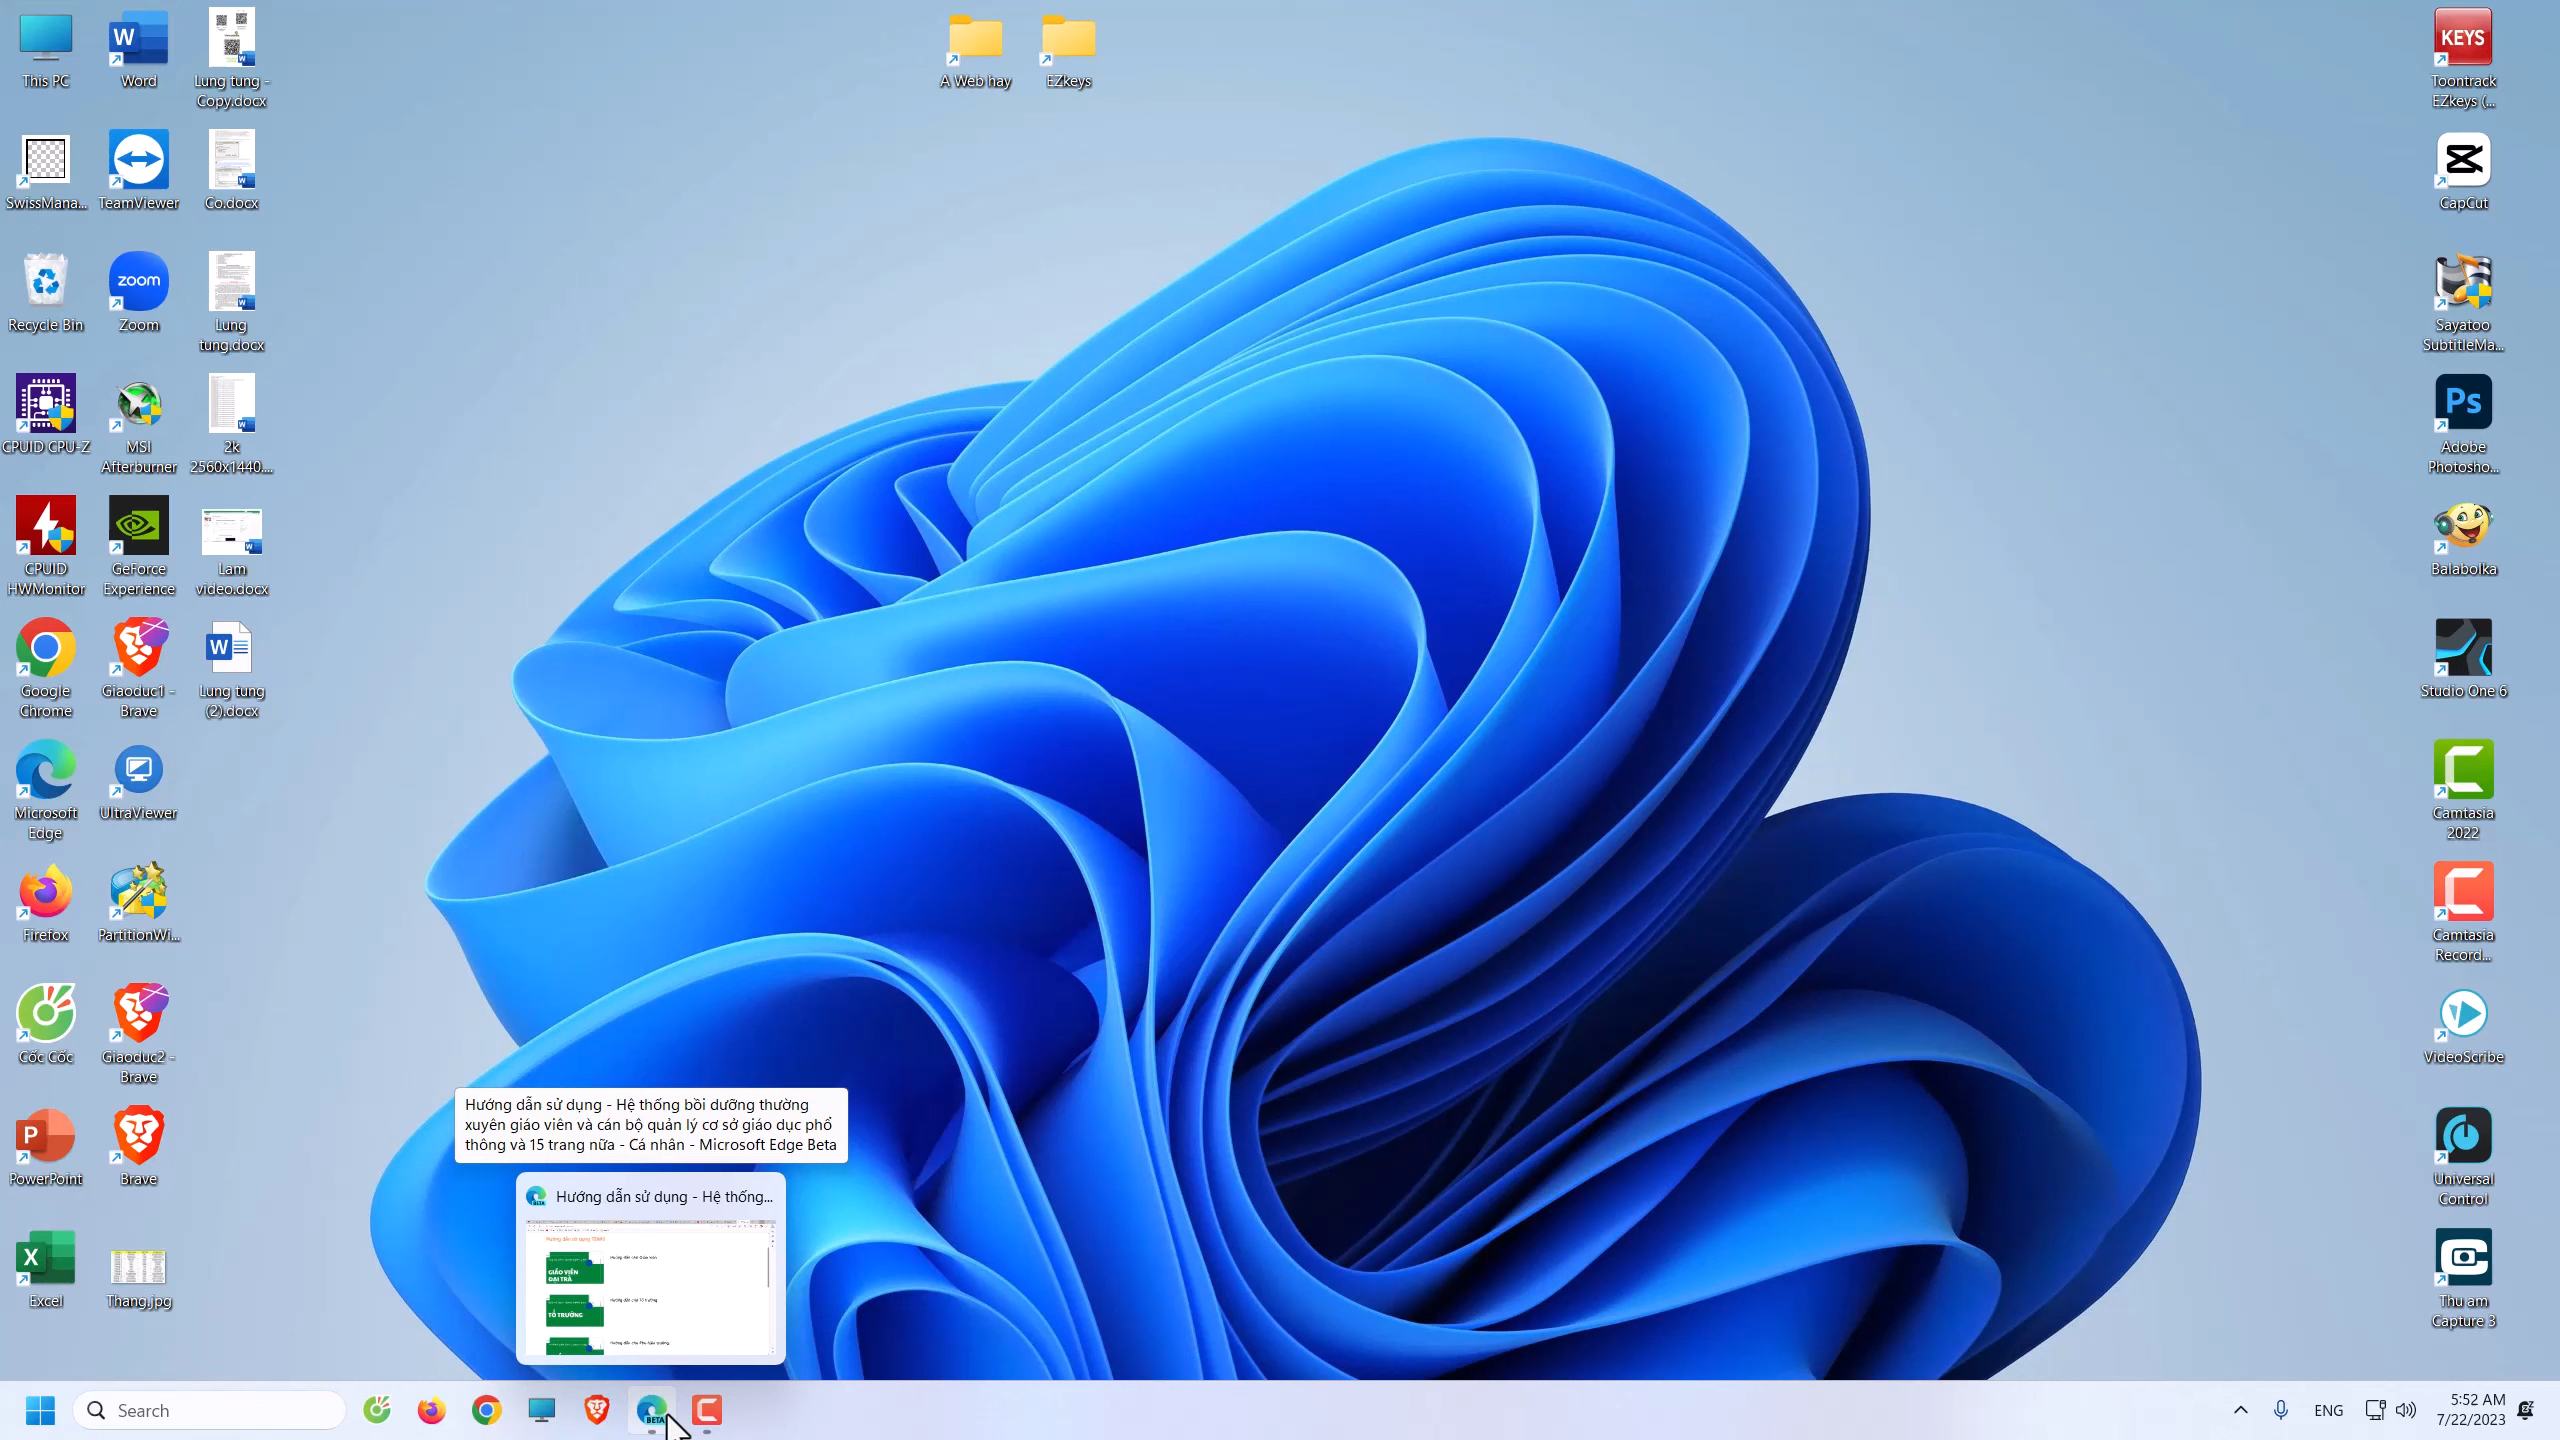 This PC
Word
Lung tung -
Copy.docx
A Web hay
EZkeys
KEYS
Toontrack
EZkeys (...
SwissMana...
TeamViewer
Co.docx
CapCut
Recycle Bin
zoom
Zoom
Lung
tung.docx
Sayatoo
SubtitleMa...
CPUID CPU-Z
MSI
Afterburner
2k
2560x1440....
Ps
Adobe
Photosho...
CPUID
HWMonitor
GeForce
Experience
Lam
video.docx
Balabolka
Google
Chrome
Giaoduc1 -
Brave
Lung tung
(2).docx
Studio One 6
Microsoft
Edge
UltraViewer
Camtasia
2022
Firefox
PartitionWi...
Camtasia
Record...
Cốc Cốc
Giaoduc2 -
Brave
VideoScribe
PowerPoint
Brave
Universal
Control
Excel
Thang.jpg
Thu am
Capture 3
Hướng dẫn sử dụng - Hệ thống bồi dưỡng thường
xuyên giáo viên và cán bộ quản lý cơ sở giáo dục phổ
thông và 15 trang nữa - Cá nhân - Microsoft Edge Beta
Hướng dẫn sử dụng - Hệ thống...
GIÁO VIÊN
ĐẠI TRÀ
TỔ TRƯỞNG
Search
BETA
ENG
5:52 AM
7/22/2023